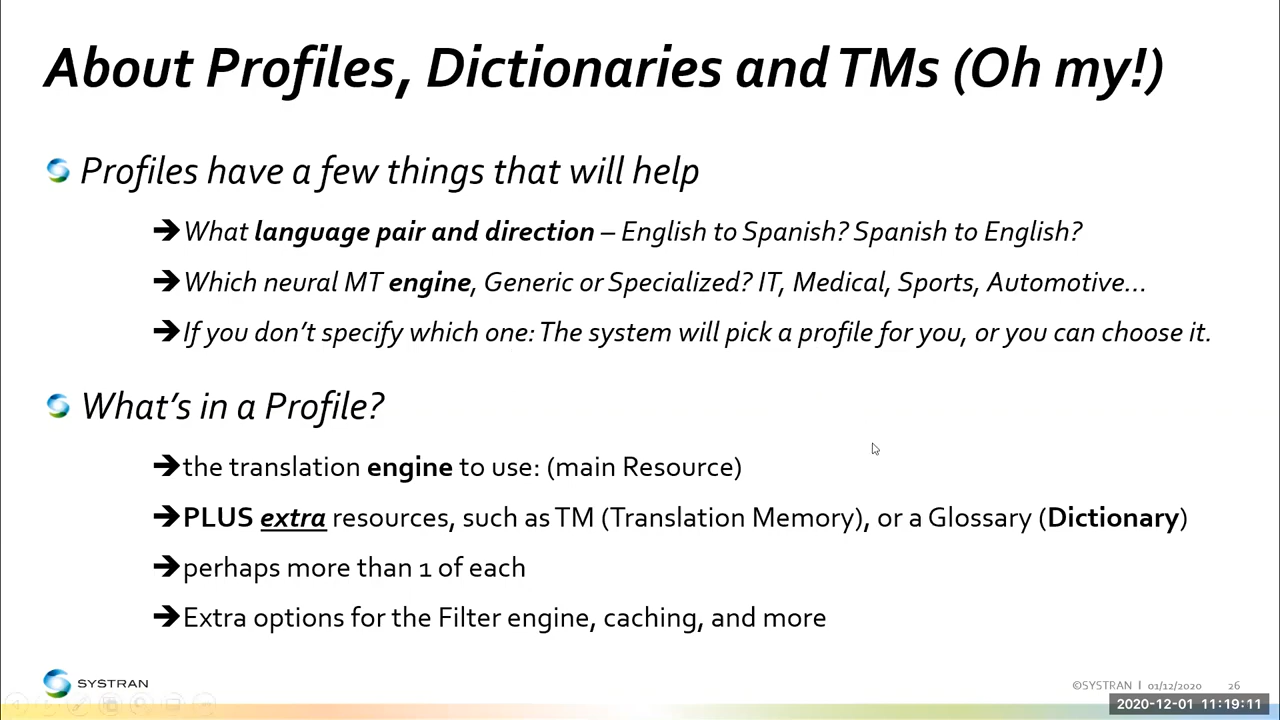 About Profiles, Dictionaries and TMs (Oh my!)
Profiles have a few things that will help
➔What language pair and direction – English to Spanish? Spanish to English?
➔Which neural MT engine, Generic or Specialized? IT, Medical, Sports, Automotive…
➔If you don’t specify which one: The system will pick a profile for you, or you can choose it.
What’s in a Profile?
➔the translation engine to use: (main Resource)
➔PLUS extra resources, such as TM (Translation Memory), or a Glossary (Dictionary)
➔perhaps more than 1 of each
➔Extra options for the Filter engine, caching, and more
SYSTRAN
©SYSTRAN | 01/12/2020 26
2020-12-01 11:19:11